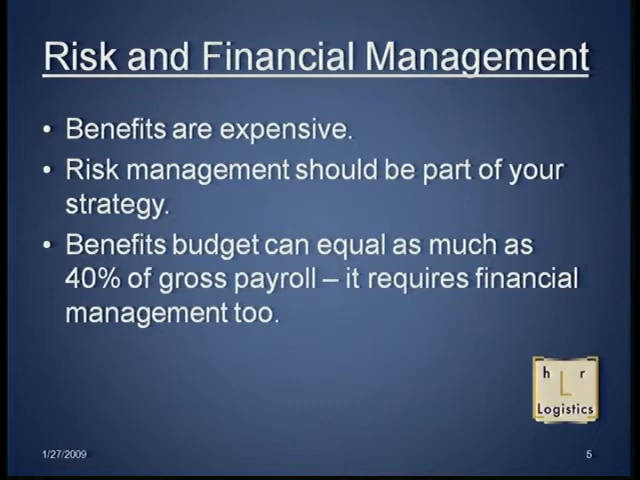 Risk and Financial Management
• Benefits are expensive.
• Risk management should be part of your
strategy.
• Benefits budget can equal as much as
40% of gross payroll – it requires financial
management too.
h r
L
Logistics
1/27/2009
5